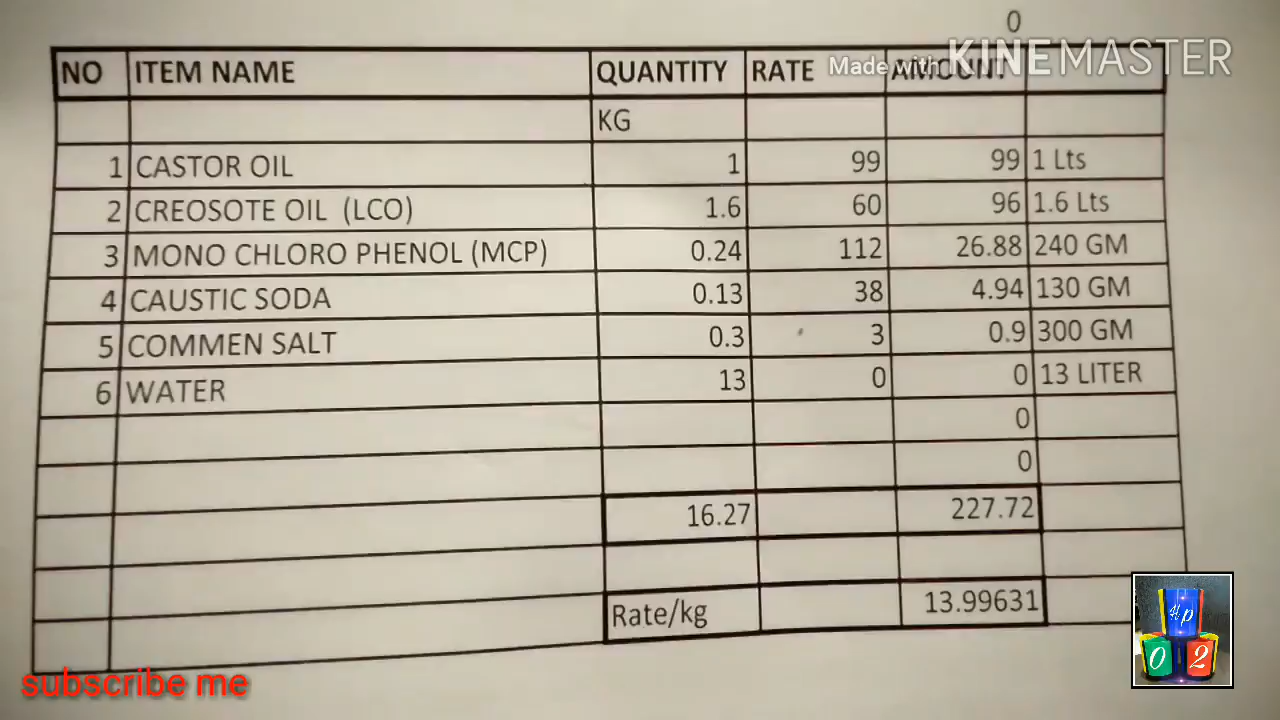 0
Made with KINEMASTER
NO ITEM NAME QUANTITY RATE AMOUNT
KG
1 CASTOR OIL 1 99 99 1 Lts
2 CREOSOTE OIL (LCO) 1.6 60 96 1.6 Lts
3 MONO CHLORO PHENOL (MCP) 0.24 112 26.88 240 GM
4 CAUSTIC SODA 0.13 38 4.94 130 GM
5 COMMEN SALT 0.3 3 0.9 300 GM
6 WATER 13 0 0 13 LITER
0
0
16.27 227.72
Rate/kg 13.99631
Hp
0 2
subscribe me